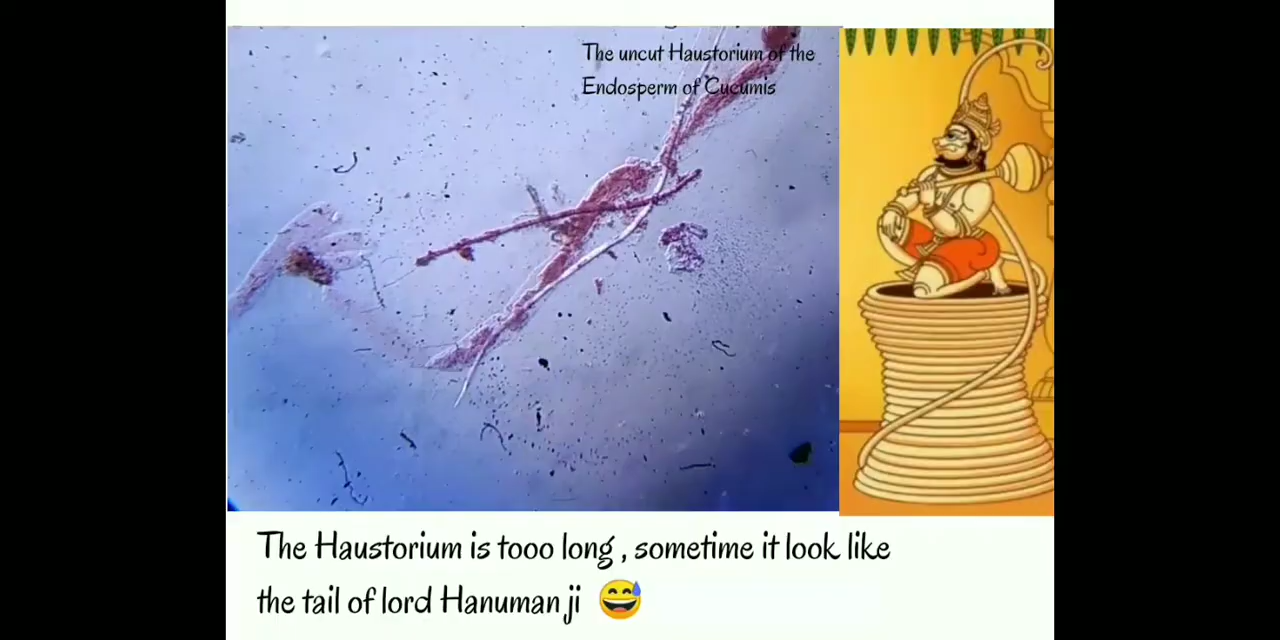 The uncut Haustorium of the
Endosperm of Cucumis
The Haustorium is tooo long , sometime it look like
the tail of lord Hanuman ji 😅